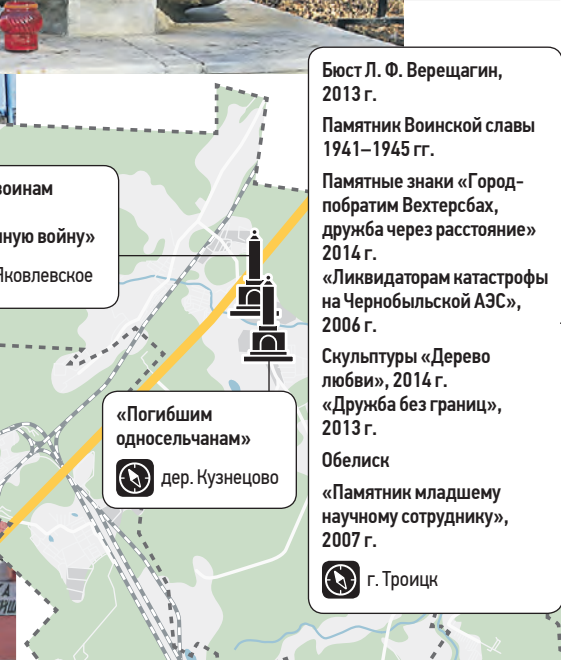 воинам
войну»
Яковлевское
«Погибшим
односельчанам»
дер. Кузнецово
Бюст Л. Ф. Верещагин,
2013 г.
Памятник Воинской славы
1941–1945 гг.
Памятные знаки «Город-
побратим Вехтерсбах,
дружба через расстояние»
2014 г.
«Ликвидаторам катастрофы
на Чернобыльской АЭС»,
2006 г.
Скульптуры «Дерево
любви», 2014 г.
«Дружба без границ»,
2013 г.
Обелиск
«Памятник младшему
научному сотруднику»,
2007 г.
г. Троицк